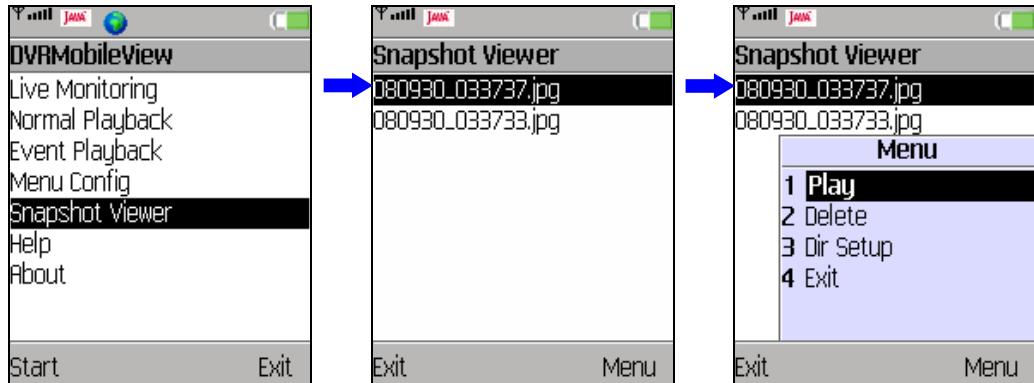 JAVA
DVRMobileView
Live Monitoring
Normal Playback
Event Playback
Menu Config
Snapshot Viewer
Help
About
Start Exit
JAVA
Snapshot Viewer
080930_033737.jpg
080930_033733.jpg
Exit Menu
JAVA
Snapshot Viewer
080930_033737.jpg
080930_033733.jpg
Menu
1 Play
2 Delete
3 Dir Setup
4 Exit
Exit Menu